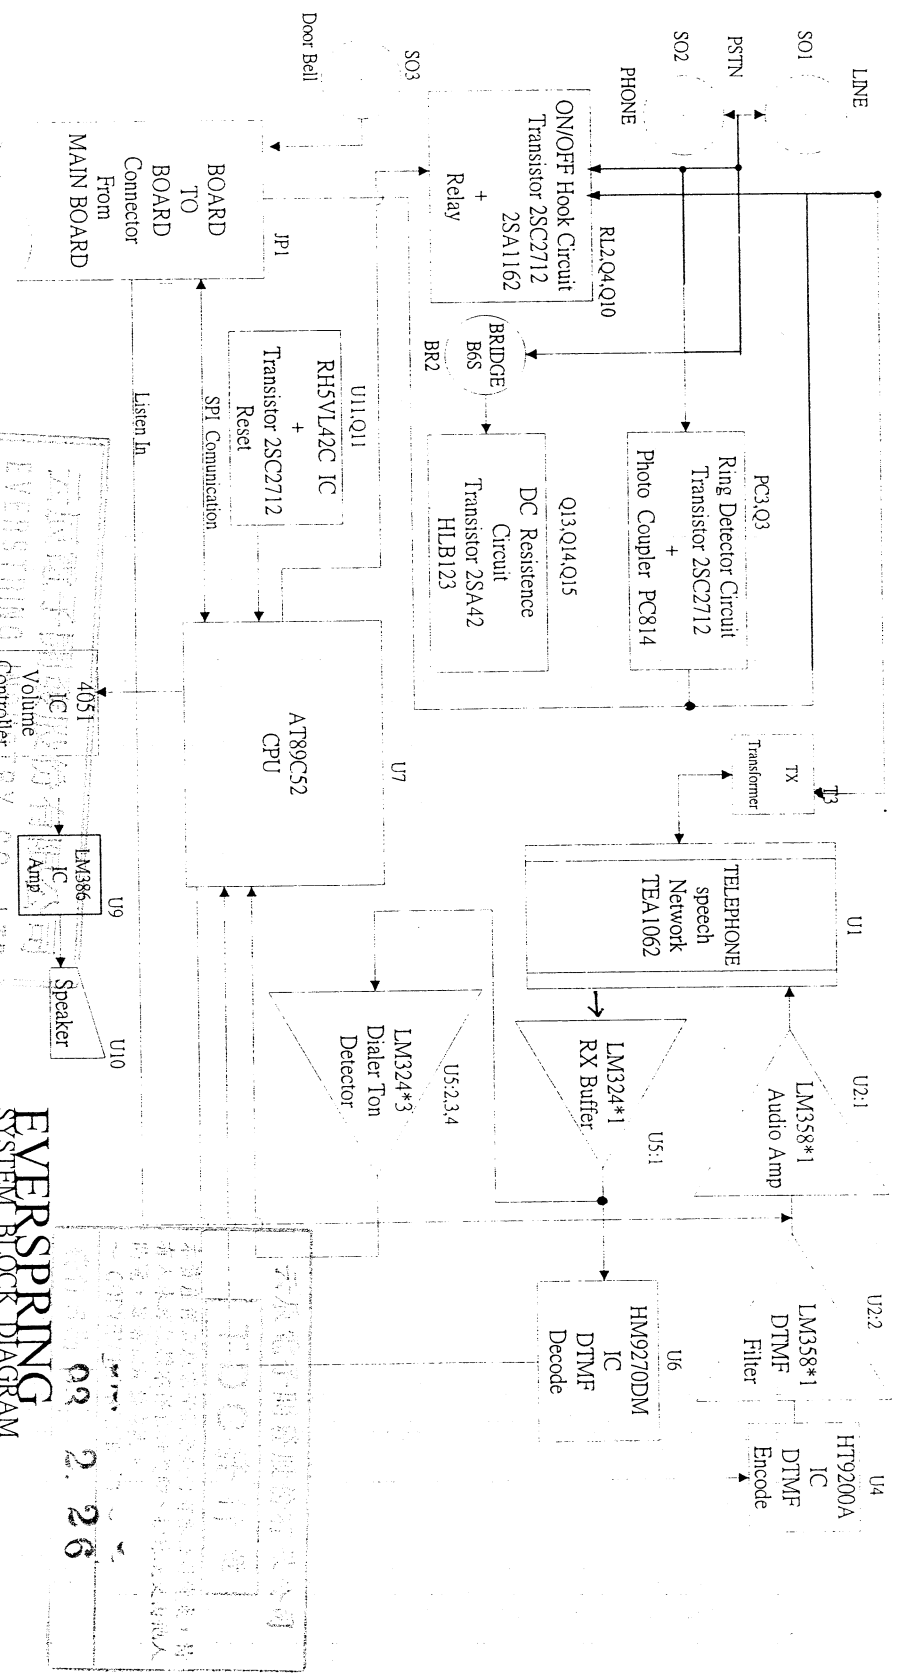 LINE
SO1
PSTN
SO2
PHONE
SO3
Door Bell
RL2,Q4,Q10
ON/OFF Hook Circuit
Transistor 2SC2712
2SA1162
+
Relay
JP1
BOARD
TO
BOARD
Connector
From
MAIN BOARD
BRIDGE
B6S
BR2
PC3,Q3
Ring Detector Circuit
Transistor 2SC2712
+
Photo Coupler PC814
Q13,Q14,Q15
DC Resistence
Circuit
Transistor 2SA42
HLB123
U11,Q11
RH5VL42C IC
+
Transistor 2SC2712
Reset
SPI Comunication
Listen In
T3
TX
Transformer
U7
AT89C52
CPU
4051
IC
Volume
Controller
U1
TELEPHONE
speech
Network
TEA1062
U9
LM386
IC
Amp
U10
Speaker
U2:1
LM358*1
Audio Amp
U5:1
LM324*1
RX Buffer
U5:2,3,4
LM324*3
Dialer Ton
Detector
U2:2
LM358*1
DTMF
Filter
U6
HM9270DM
IC
DTMF
Decode
U4
HT9200A
IC
DTMF
Encode
EVERSPRING
SYSTEM BLOCK DIAGRAM
2. 26